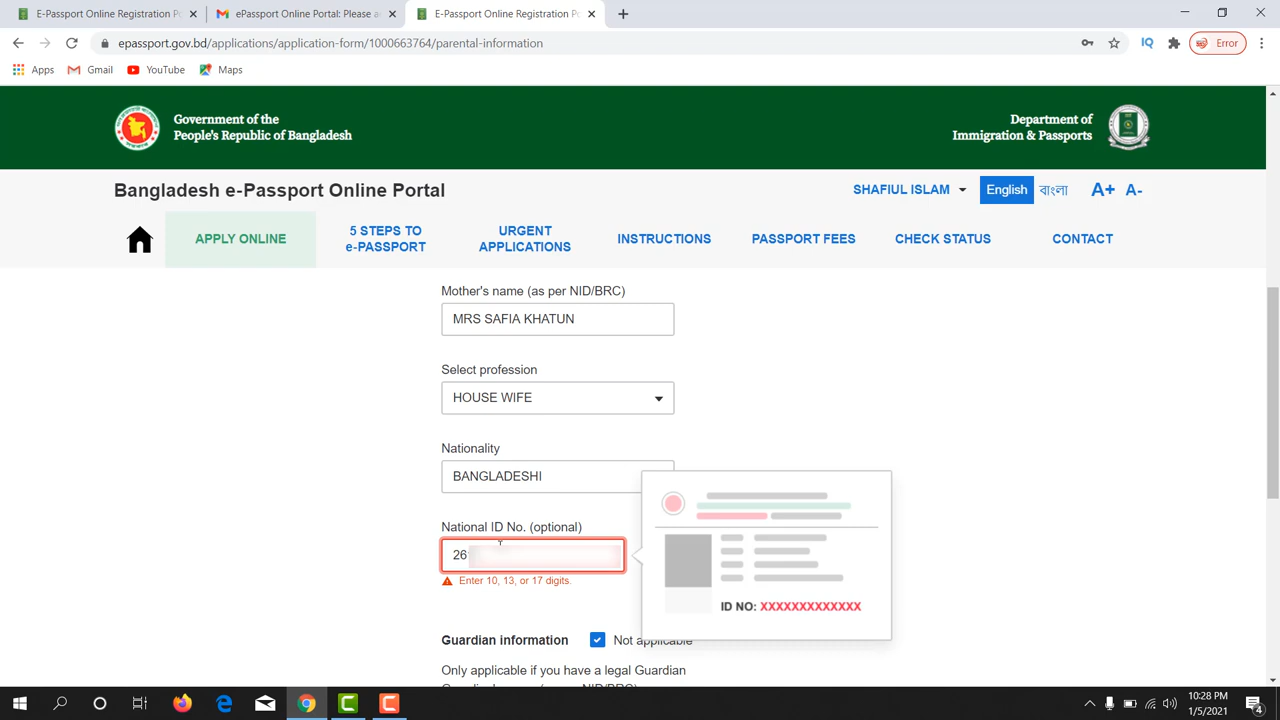 E-Passport Online Registration Po
ePassport Online Portal: Please a
E-Passport Online Registration Po
epassport.gov.bd/applications/application-form/1000663764/parental-information
IQ
Error
Apps
Gmail
YouTube
Maps
Government of the
People's Republic of Bangladesh
Department of
Immigration & Passports
Bangladesh e-Passport Online Portal
SHAFIUL ISLAM
English
বাংলা
A+
A-
APPLY ONLINE
5 STEPS TO
e-PASSPORT
URGENT
APPLICATIONS
INSTRUCTIONS
PASSPORT FEES
CHECK STATUS
CONTACT
Mother's name (as per NID/BRC)
MRS SAFIA KHATUN
Select profession
HOUSE WIFE
Nationality
BANGLADESHI
National ID No. (optional)
26
Enter 10, 13, or 17 digits.
ID NO: XXXXXXXXXXXXX
Guardian information
Not applicable
Only applicable if you have a legal Guardian
10:28 PM
1/5/2021
4